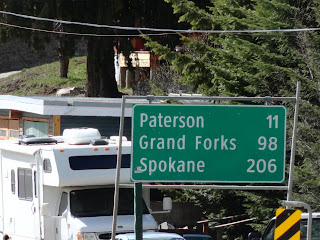 Paterson 11
Grand Forks 98
Spokane 206